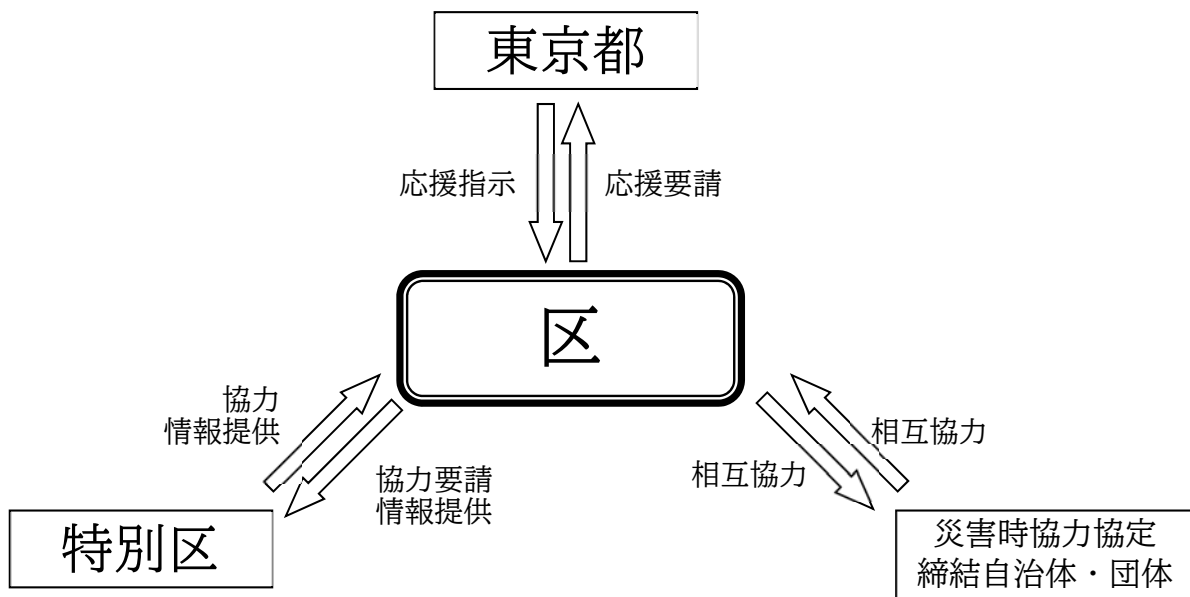 東京都
応援指示
応援要請
区
協力
情報提供
協力要請
情報提供
相互協力
相互協力
特別区
災害時協力協定
締結自治体・団体